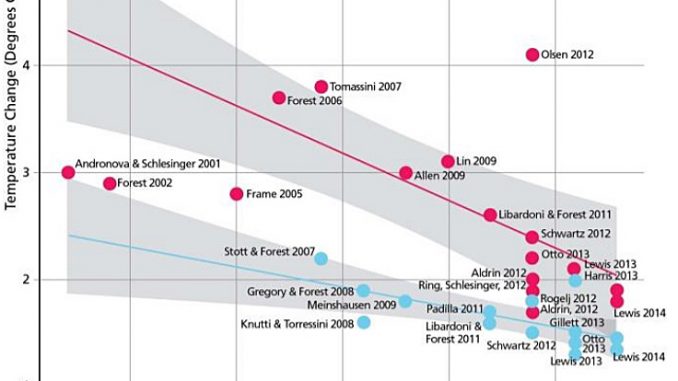 Temperature Change (Degrees
4
3
2
Olsen 2012
Tomassini 2007
Forest 2006
Andronova & Schlesinger 2001
Lin 2009
Allen 2009
Forest 2002
Frame 2005
Libardoni & Forest 2011
Schwartz 2012
Stott & Forest 2007
Otto 2013
Lewis 2013
Harris 2013
Aldrin 2012
Ring, Schlesinger, 2012
Gregory & Forest 2008
Meinshausen 2009
Rogelj 2012
Aldrin, 2012
Padilla 2011
Lewis 2014
Knutti & Torressini 2008
Gillett 2013
Libardoni &
Forest 2011
Otto
2013
Schwartz 2012
Lewis 2014
Lewis 2013